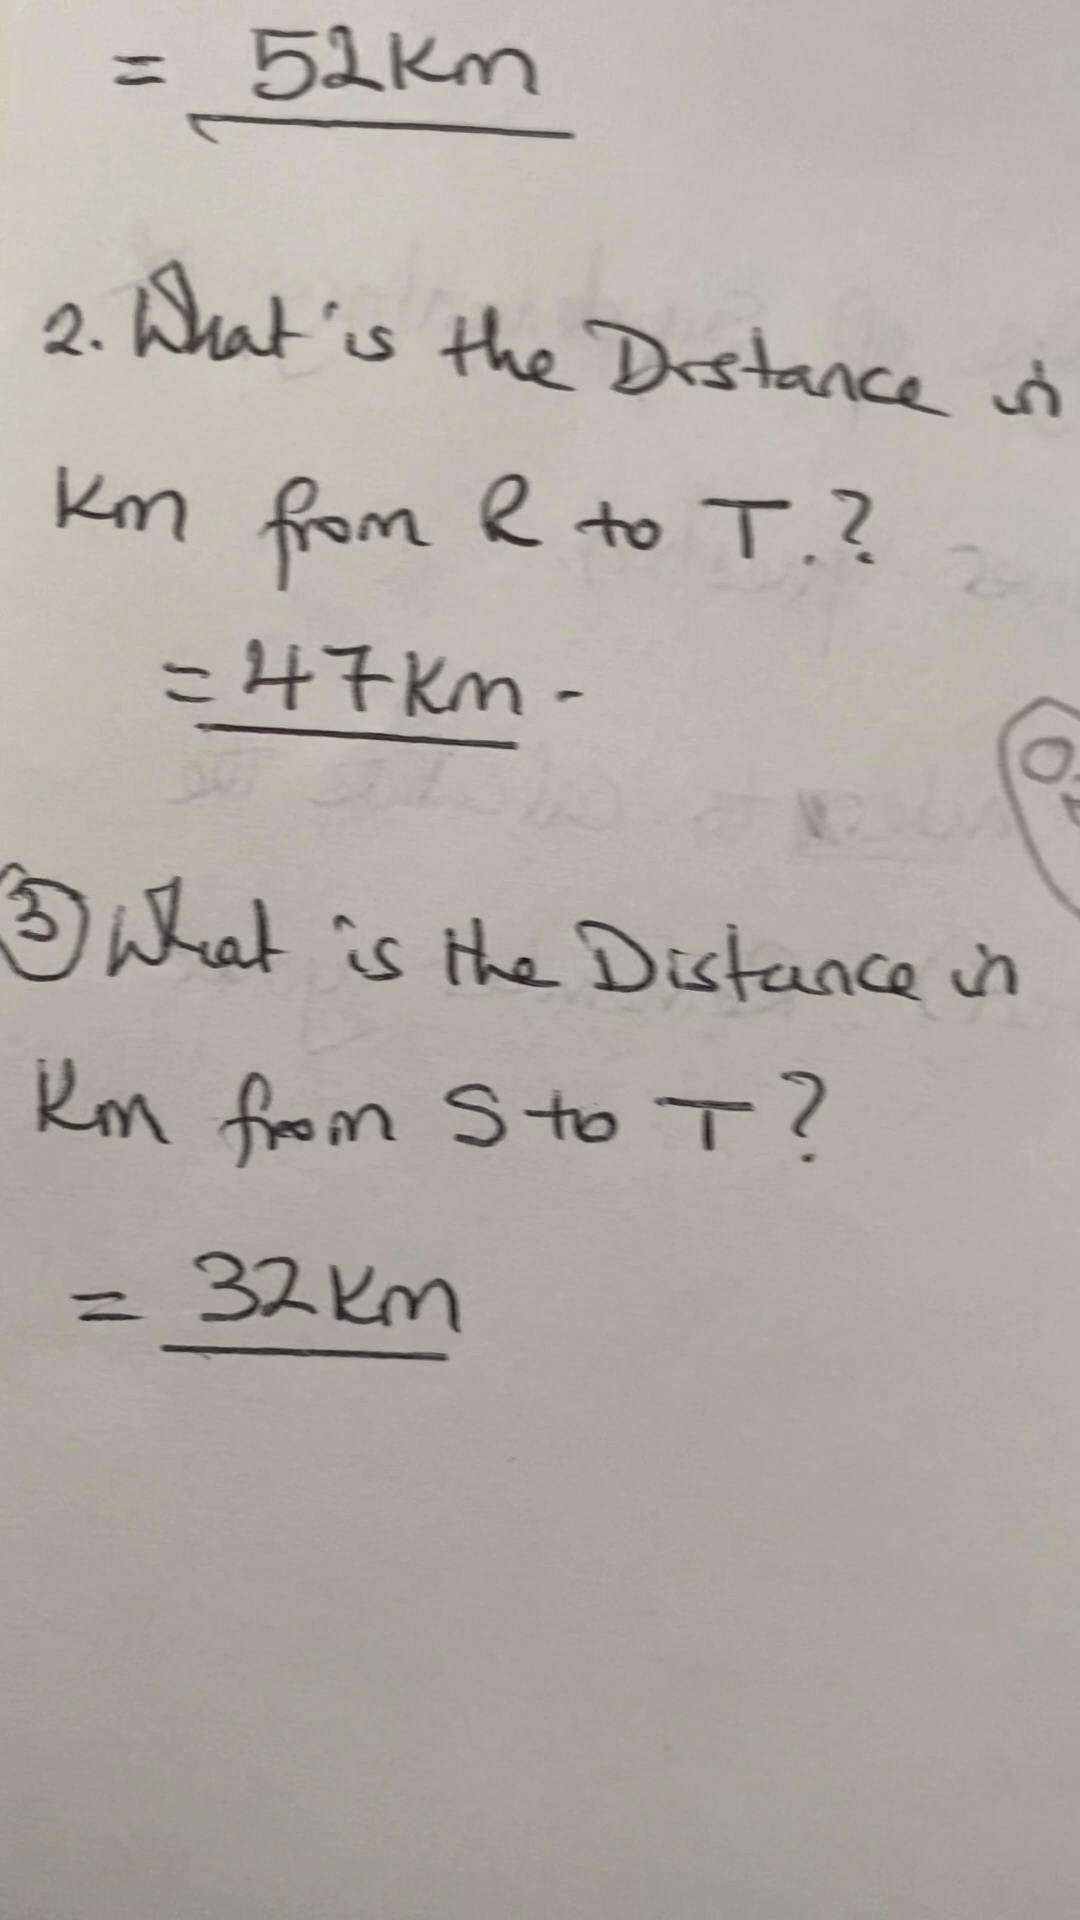 = 52Km
2. What is the Distance in
Km from R to T.?
= 47Km -
③ What is the Distance in
Km from S to T?
= 32Km